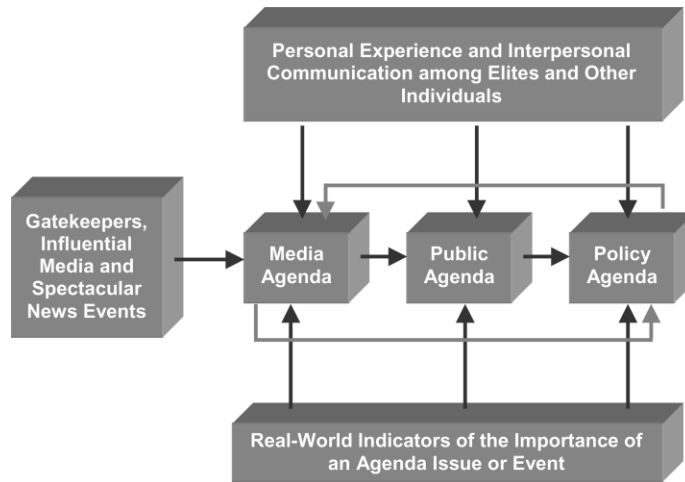 Personal Experience and Interpersonal
Communication among Elites and Other
Individuals
Gatekeepers,
Influential
Media and
Spectacular
News Events
Media
Agenda
Public
Agenda
Policy
Agenda
Real-World Indicators of the Importance of
an Agenda Issue or Event